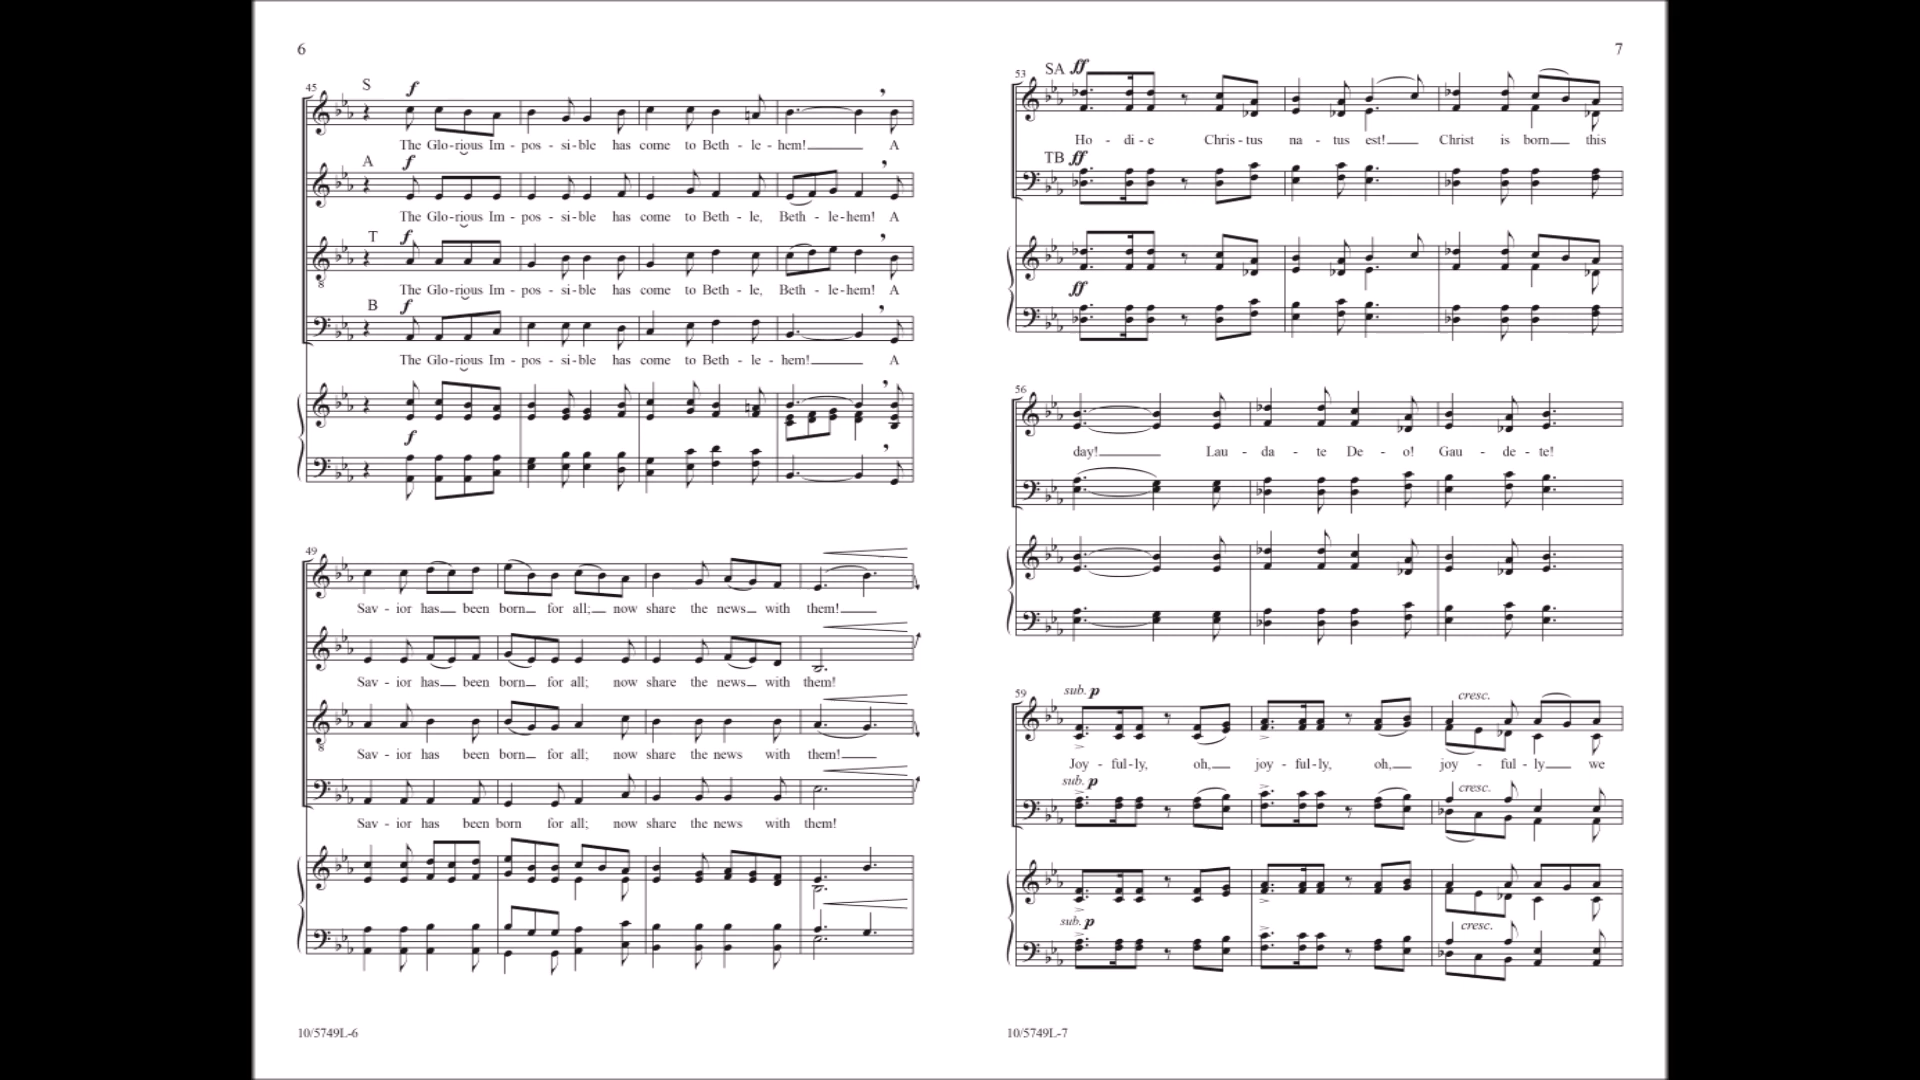 6
45
S
f
The Glo-rious Im - pos - si-ble has come to Beth - le - hem! A
A
f
The Glo-rious Im - pos - si-ble has come to Beth - le, Beth - le-hem! A
T
f
8
The Glo-rious Im - pos - si-ble has come to Beth - le, Beth - le-hem! A
B
f
The Glo-rious Im - pos - si-ble has come to Beth - le - hem! A
f
49
Sav - ior has been born for all; now share the news with them!
Sav - ior has been born for all; now share the news with them!
8
Sav - ior has been born for all; now share the news with them!
Sav - ior has been born for all; now share the news with them!
10/5749L-6
7
53
SA ff
Ho - di - e Chris - tus na - tus est! Christ is born this
TB ff
ff
56
day! Lau - da - te De - o! Gau - de - te!
59
sub. p cresc.
Joy - ful-ly, oh, joy - ful-ly, oh, joy - ful - ly we
sub. p cresc.
sub. p cresc.
10/5749L-7